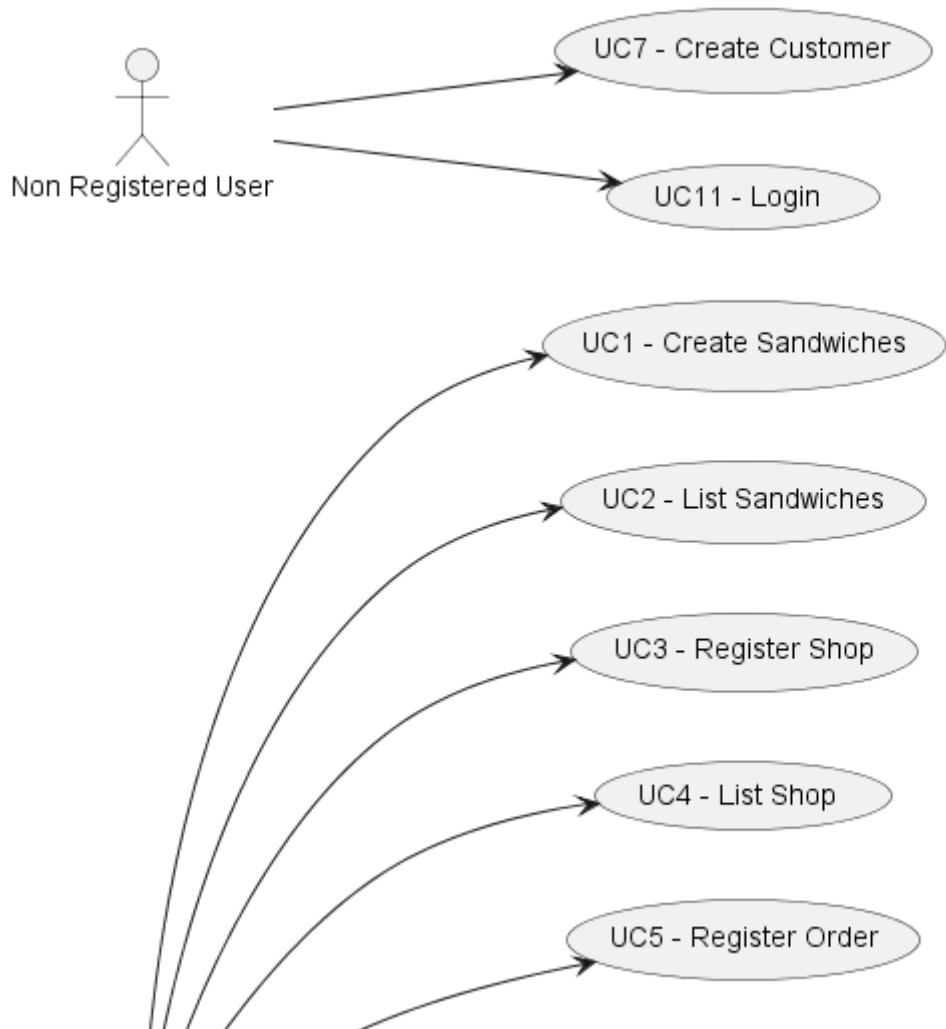 UC7 - Create Customer
Non Registered User
UC11 - Login
UC1 - Create Sandwiches
UC2 - List Sandwiches
UC3 - Register Shop
UC4 - List Shop
UC5 - Register Order